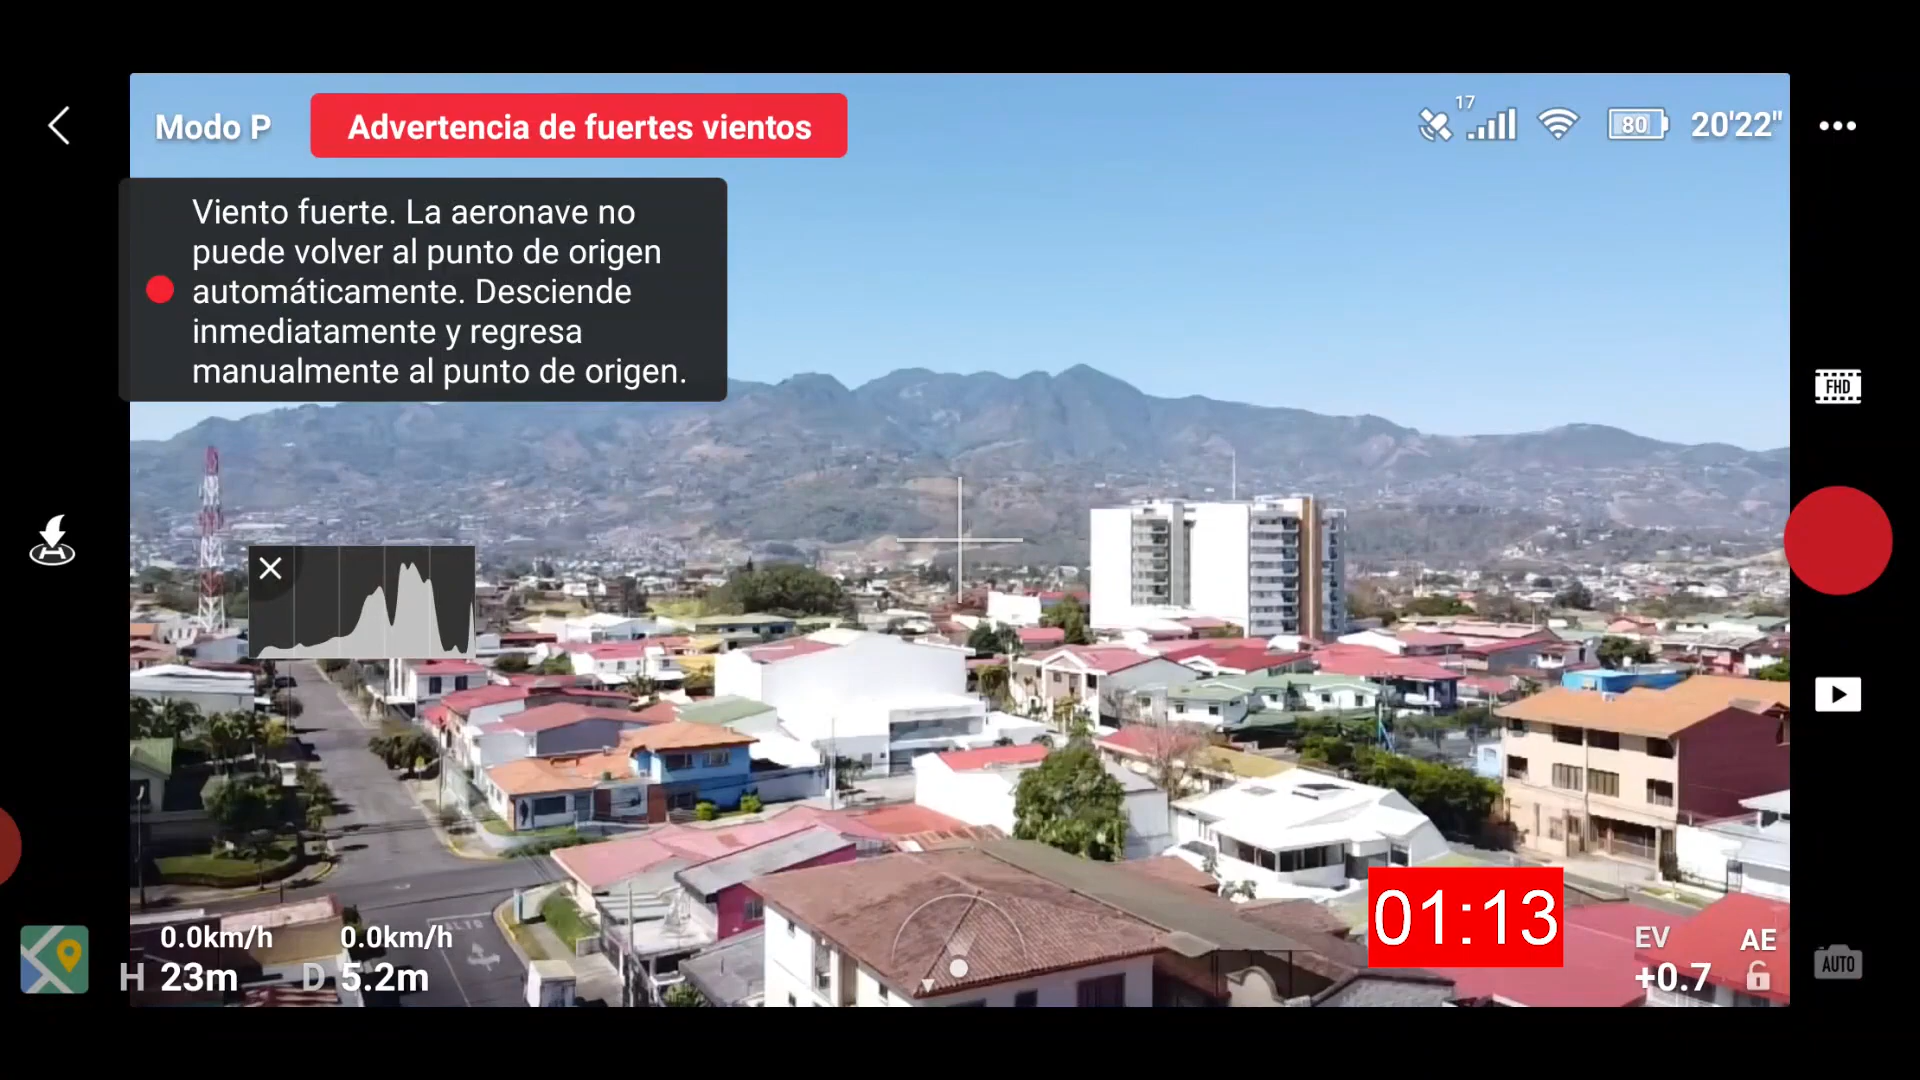 Modo P
Advertencia de fuertes vientos
17
80
20'22"
Viento fuerte. La aeronave no
puede volver al punto de origen
automáticamente. Desciende
inmediatamente y regresa
manualmente al punto de origen.
FHD
ALTO
01:13
0.0km/h
0.0km/h
H 23m
D 5.2m
EV
+0.7
AE
AUTO